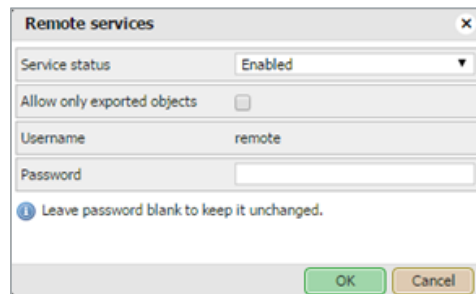 Remote services
Service status Enabled
Allow only exported objects
Username remote
Password
Leave password blank to keep it unchanged.
OK Cancel